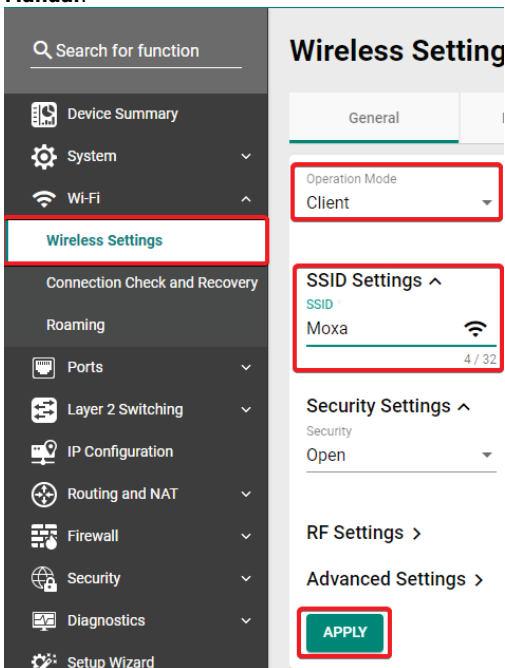 Search for function
Device Summary
System
Wi-Fi
Wireless Settings
Connection Check and Recovery
Roaming
Ports
Layer 2 Switching
IP Configuration
Routing and NAT
Firewall
Security
Diagnostics
Setup Wizard
Wireless Setting
General
Operation Mode
Client
SSID Settings
SSID *
Moxa
4 / 32
Security Settings
Security
Open
RF Settings
Advanced Settings
APPLY